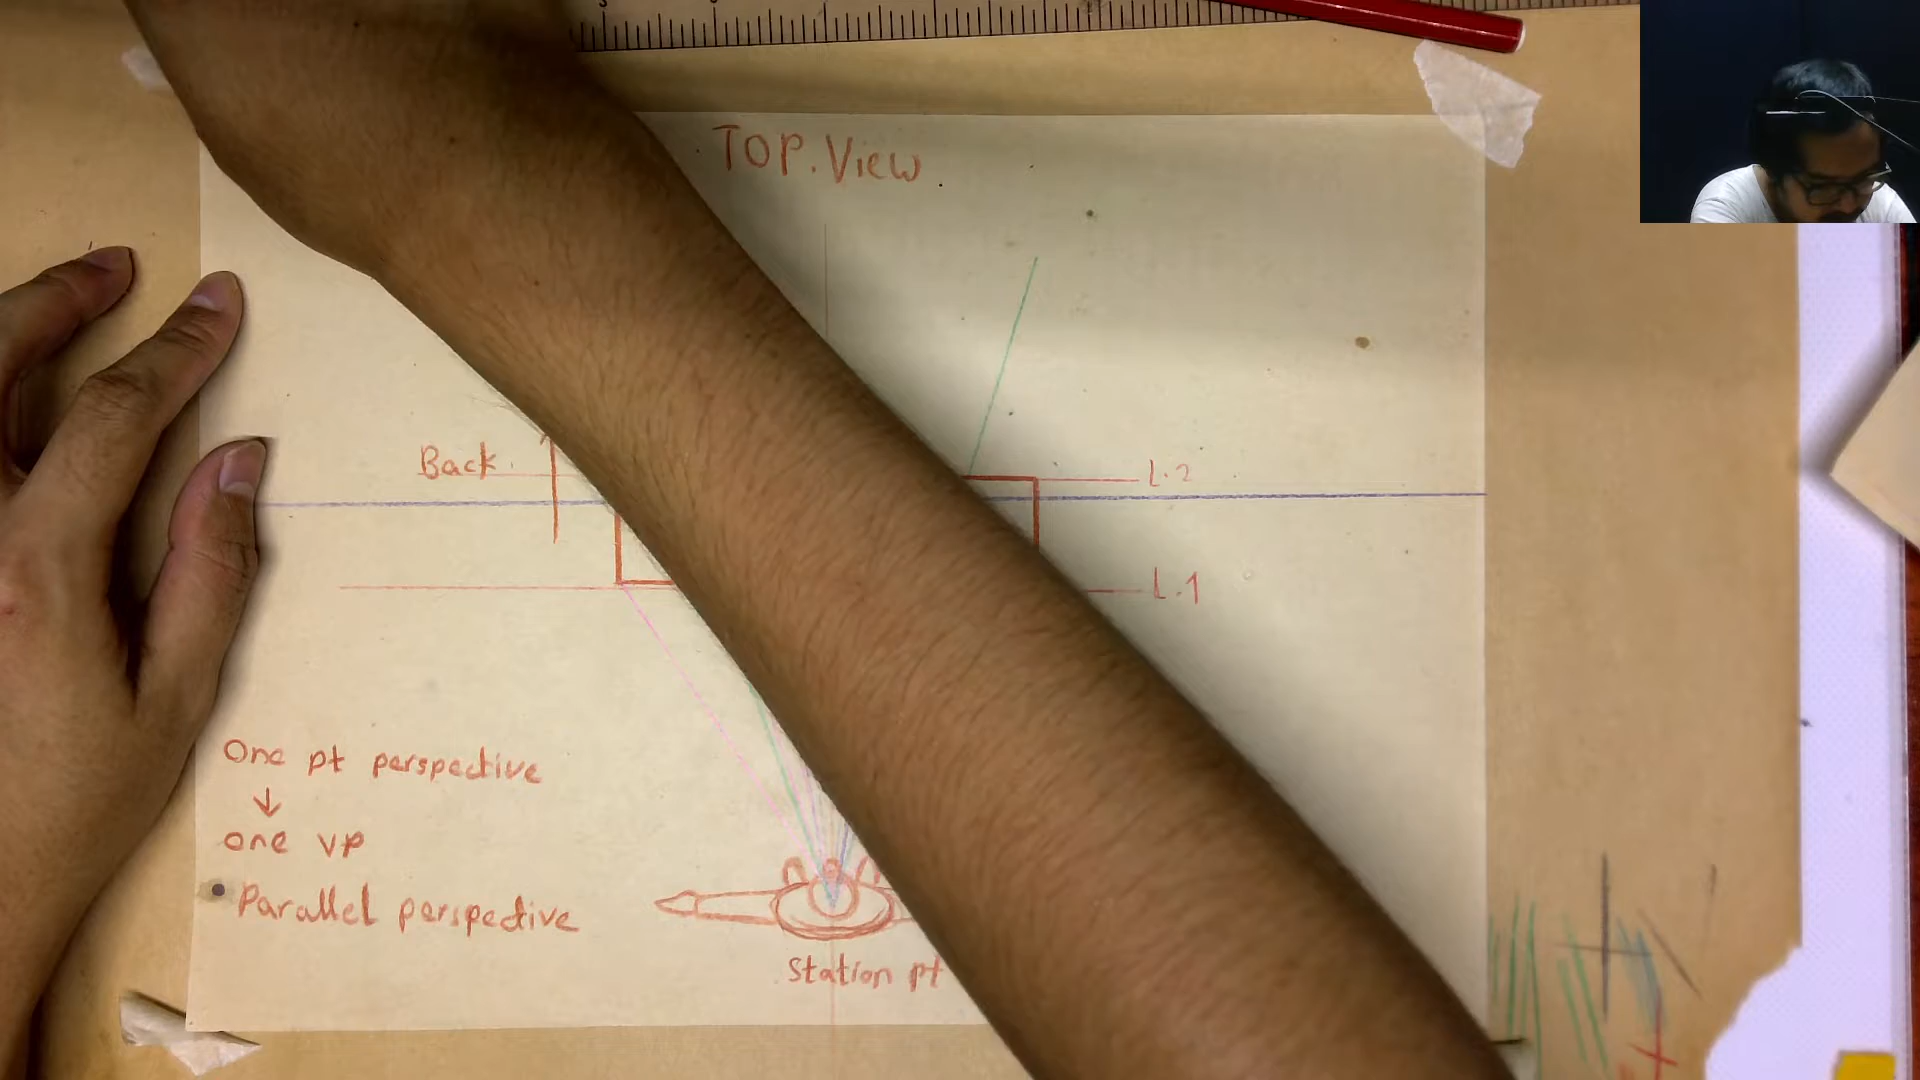 TOP.View
Back
L.2
L.1
One pt perspective
one vp
Parallel perspective
Station pt